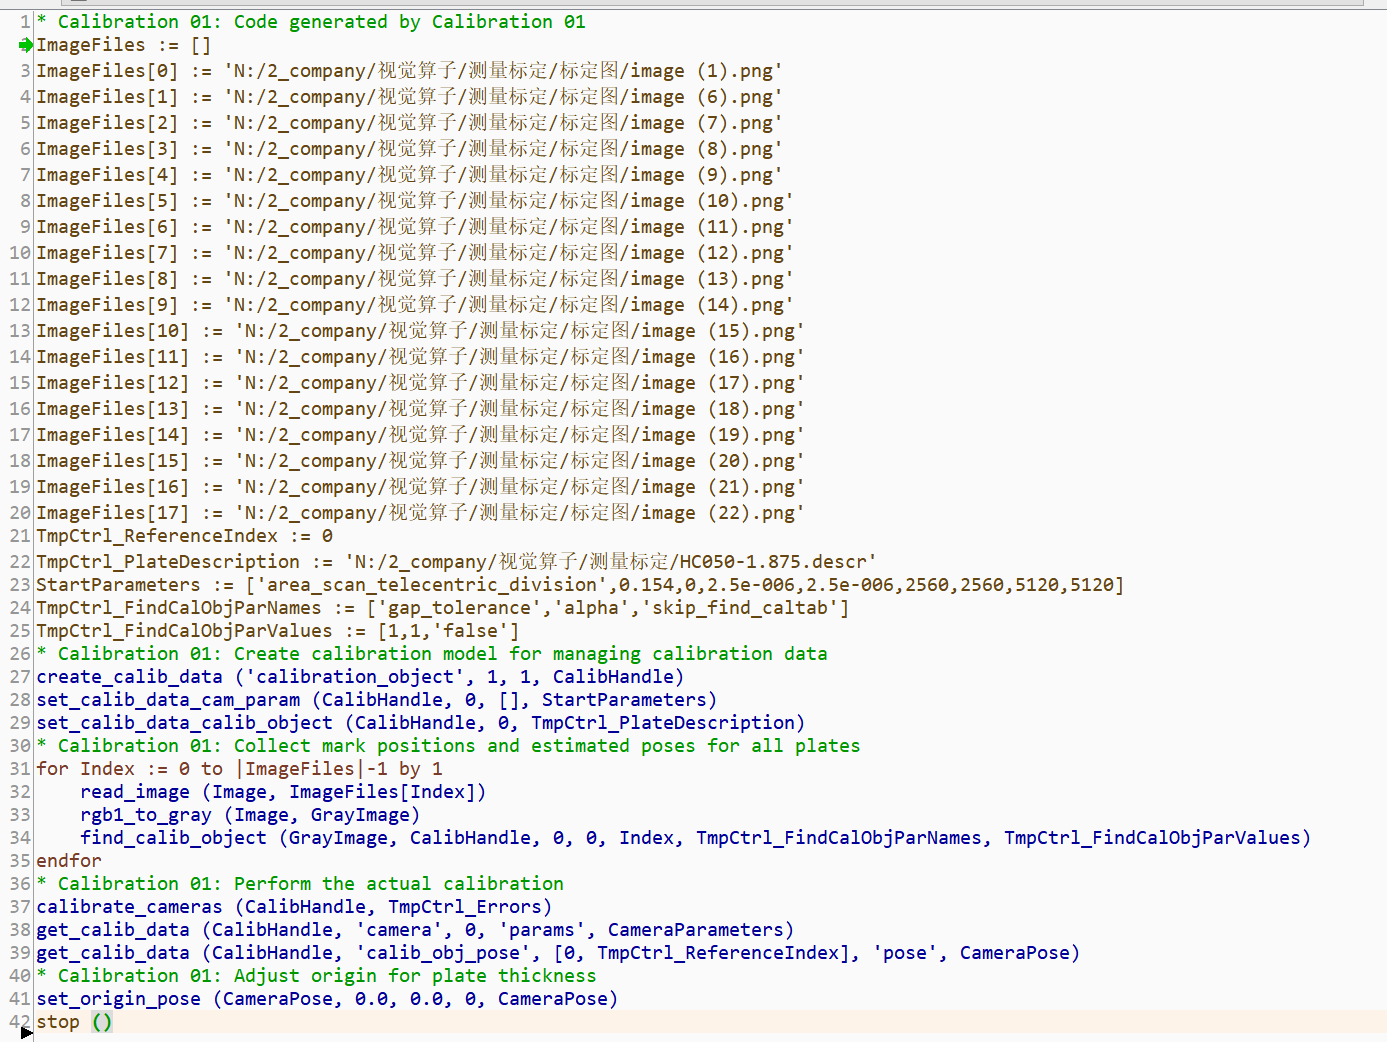 1 * Calibration 01: Code generated by Calibration 01
ImageFiles := []
3 ImageFiles[0] := 'N:/2_company/视觉算子/测量标定/标定图/image (1).png'
4 ImageFiles[1] := 'N:/2_company/视觉算子/测量标定/标定图/image (6).png'
5 ImageFiles[2] := 'N:/2_company/视觉算子/测量标定/标定图/image (7).png'
6 ImageFiles[3] := 'N:/2_company/视觉算子/测量标定/标定图/image (8).png'
7 ImageFiles[4] := 'N:/2_company/视觉算子/测量标定/标定图/image (9).png'
8 ImageFiles[5] := 'N:/2_company/视觉算子/测量标定/标定图/image (10).png'
9 ImageFiles[6] := 'N:/2_company/视觉算子/测量标定/标定图/image (11).png'
10 ImageFiles[7] := 'N:/2_company/视觉算子/测量标定/标定图/image (12).png'
11 ImageFiles[8] := 'N:/2_company/视觉算子/测量标定/标定图/image (13).png'
12 ImageFiles[9] := 'N:/2_company/视觉算子/测量标定/标定图/image (14).png'
13 ImageFiles[10] := 'N:/2_company/视觉算子/测量标定/标定图/image (15).png'
14 ImageFiles[11] := 'N:/2_company/视觉算子/测量标定/标定图/image (16).png'
15 ImageFiles[12] := 'N:/2_company/视觉算子/测量标定/标定图/image (17).png'
16 ImageFiles[13] := 'N:/2_company/视觉算子/测量标定/标定图/image (18).png'
17 ImageFiles[14] := 'N:/2_company/视觉算子/测量标定/标定图/image (19).png'
18 ImageFiles[15] := 'N:/2_company/视觉算子/测量标定/标定图/image (20).png'
19 ImageFiles[16] := 'N:/2_company/视觉算子/测量标定/标定图/image (21).png'
20 ImageFiles[17] := 'N:/2_company/视觉算子/测量标定/标定图/image (22).png'
21 TmpCtrl_ReferenceIndex := 0
22 TmpCtrl_PlateDescription := 'N:/2_company/视觉算子/测量标定/HC050-1.875.descr'
23 StartParameters := ['area_scan_telecentric_division',0.154,0,2.5e-006,2.5e-006,2560,2560,5120,5120]
24 TmpCtrl_FindCalObjParNames := ['gap_tolerance','alpha','skip_find_caltab']
25 TmpCtrl_FindCalObjParValues := [1,1,'false']
26 * Calibration 01: Create calibration model for managing calibration data
27 create_calib_data ('calibration_object', 1, 1, CalibHandle)
28 set_calib_data_cam_param (CalibHandle, 0, [], StartParameters)
29 set_calib_data_calib_object (CalibHandle, 0, TmpCtrl_PlateDescription)
30 * Calibration 01: Collect mark positions and estimated poses for all plates
31 for Index := 0 to |ImageFiles|-1 by 1
32     read_image (Image, ImageFiles[Index])
33     rgb1_to_gray (Image, GrayImage)
34     find_calib_object (GrayImage, CalibHandle, 0, 0, Index, TmpCtrl_FindCalObjParNames, TmpCtrl_FindCalObjParValues)
35 endfor
36 * Calibration 01: Perform the actual calibration
37 calibrate_cameras (CalibHandle, TmpCtrl_Errors)
38 get_calib_data (CalibHandle, 'camera', 0, 'params', CameraParameters)
39 get_calib_data (CalibHandle, 'calib_obj_pose', [0, TmpCtrl_ReferenceIndex], 'pose', CameraPose)
40 * Calibration 01: Adjust origin for plate thickness
41 set_origin_pose (CameraPose, 0.0, 0.0, 0, CameraPose)
42 stop ()